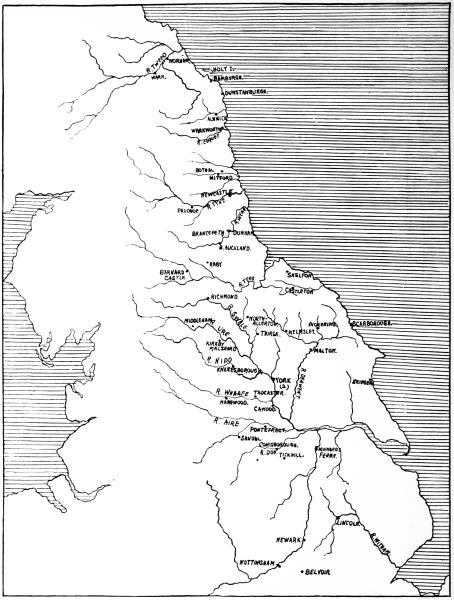 R. TWEED
NORHAM
WARK.
HOLY I.
BAMBURGH.
DUNSTANBURGH.
ALNWICK
WARKWORTH
R. COQUET
BOTHAL
MITFORD.
NEWCASTLE
R. TYNE
PRUDHOE
R. WEAR
BRANCEPETH
DURHAM
B. AUCKLAND.
RABY
BARNARD
CASTLE.
R. TEES
SKELTON.
CASTLETON
RICHMOND
R. SWALE
MIDDLEHAM
URE
NORTH-
ALLERTON.
THIRSK.
HELMSLEY.
PICKERING
SCARBOROUGH.
KIRKBY
MALZEARD
MALTON.
R. NIDD
KNARESBOROUGH
R. DERWENT
YORK
(2)
SKIPSEA
R. WHARFE
TADCASTER.
HAREWOOD.
CAWOOD.
R. AIRE
PONTEFRACT.
SANDAL
CONISBOROUGH.
R. DON
TICKHILL.
FERRY.
LINCOLN.
R. WITHAM
NEWARK
NOTTINGHAM
BELVOIR.